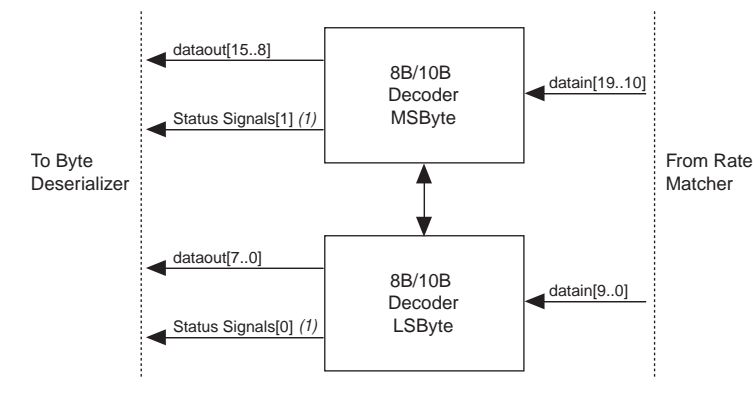 dataout[15..8]
8B/10B
Decoder
MSByte
datain[19..10]
Status Signals[1] (1)
To Byte
Deserializer
From Rate
Matcher
dataout[7..0]
8B/10B
Decoder
LSByte
datain[9..0]
Status Signals[0] (1)